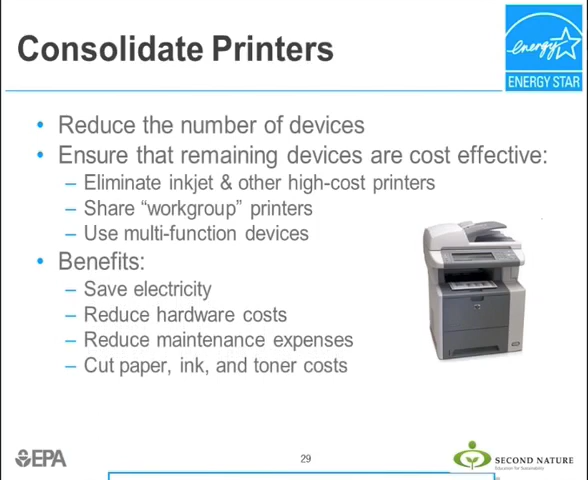 Consolidate Printers
energy
ENERGY STAR
• Reduce the number of devices
• Ensure that remaining devices are cost effective:
– Eliminate inkjet & other high-cost printers
– Share “workgroup” printers
– Use multi-function devices
• Benefits:
– Save electricity
– Reduce hardware costs
– Reduce maintenance expenses
– Cut paper, ink, and toner costs
EPA
29
SECOND NATURE
Education for Sustainability